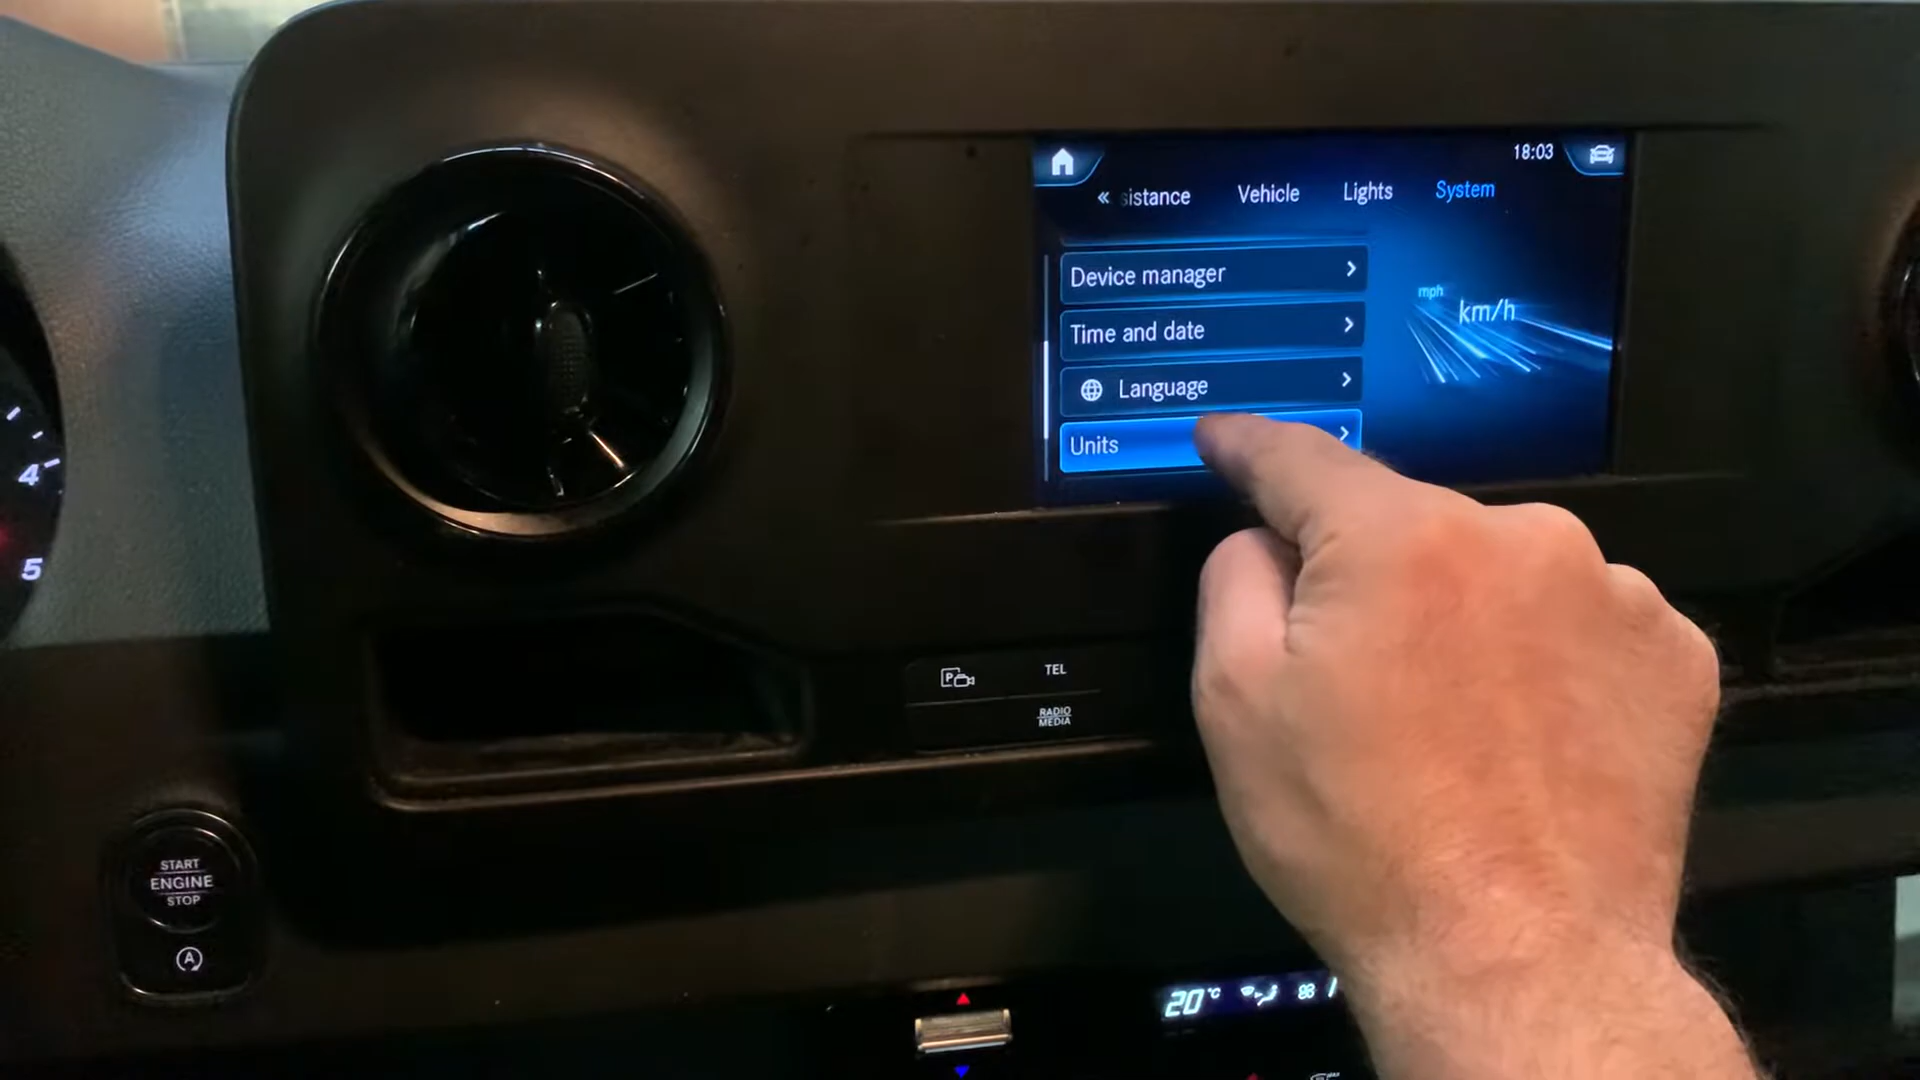 18:03
« sistance Vehicle Lights System
Device manager
Time and date
Language
Units
mph
km/h
4
5
P
TEL
RADIO
MEDIA
START
ENGINE
STOP
A
20°C